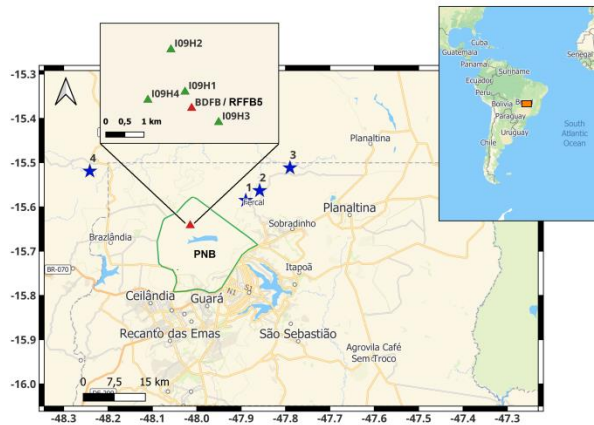 I09H2
I09H1
I09H4
BDFB / RFFB5
I09H3
0 0,5 1 km
Cuba
Guatemala
Panamá
Suriname
Ecuador
Peru
Bolivia
Paraguay
Uruguay
Chile
Senegal
South
Atlantic
Ocean
-15.3
-15.4
-15.5
-15.6
-15.7
-15.8
-15.9
-16.0
4
3
2
1
Planaltina
Planaltina
Sobradinho
Brazlândia
PNB
BR-070
Itapoã
Ceilândia
Guará
N1
S1
Recanto das Emas
São Sebastião
Agrovila Café
Sem Troco
0 7,5 15 km
-48.3 -48.2 -48.1 -48.0 -47.9 -47.8 -47.7 -47.6 -47.5 -47.4 -47.3